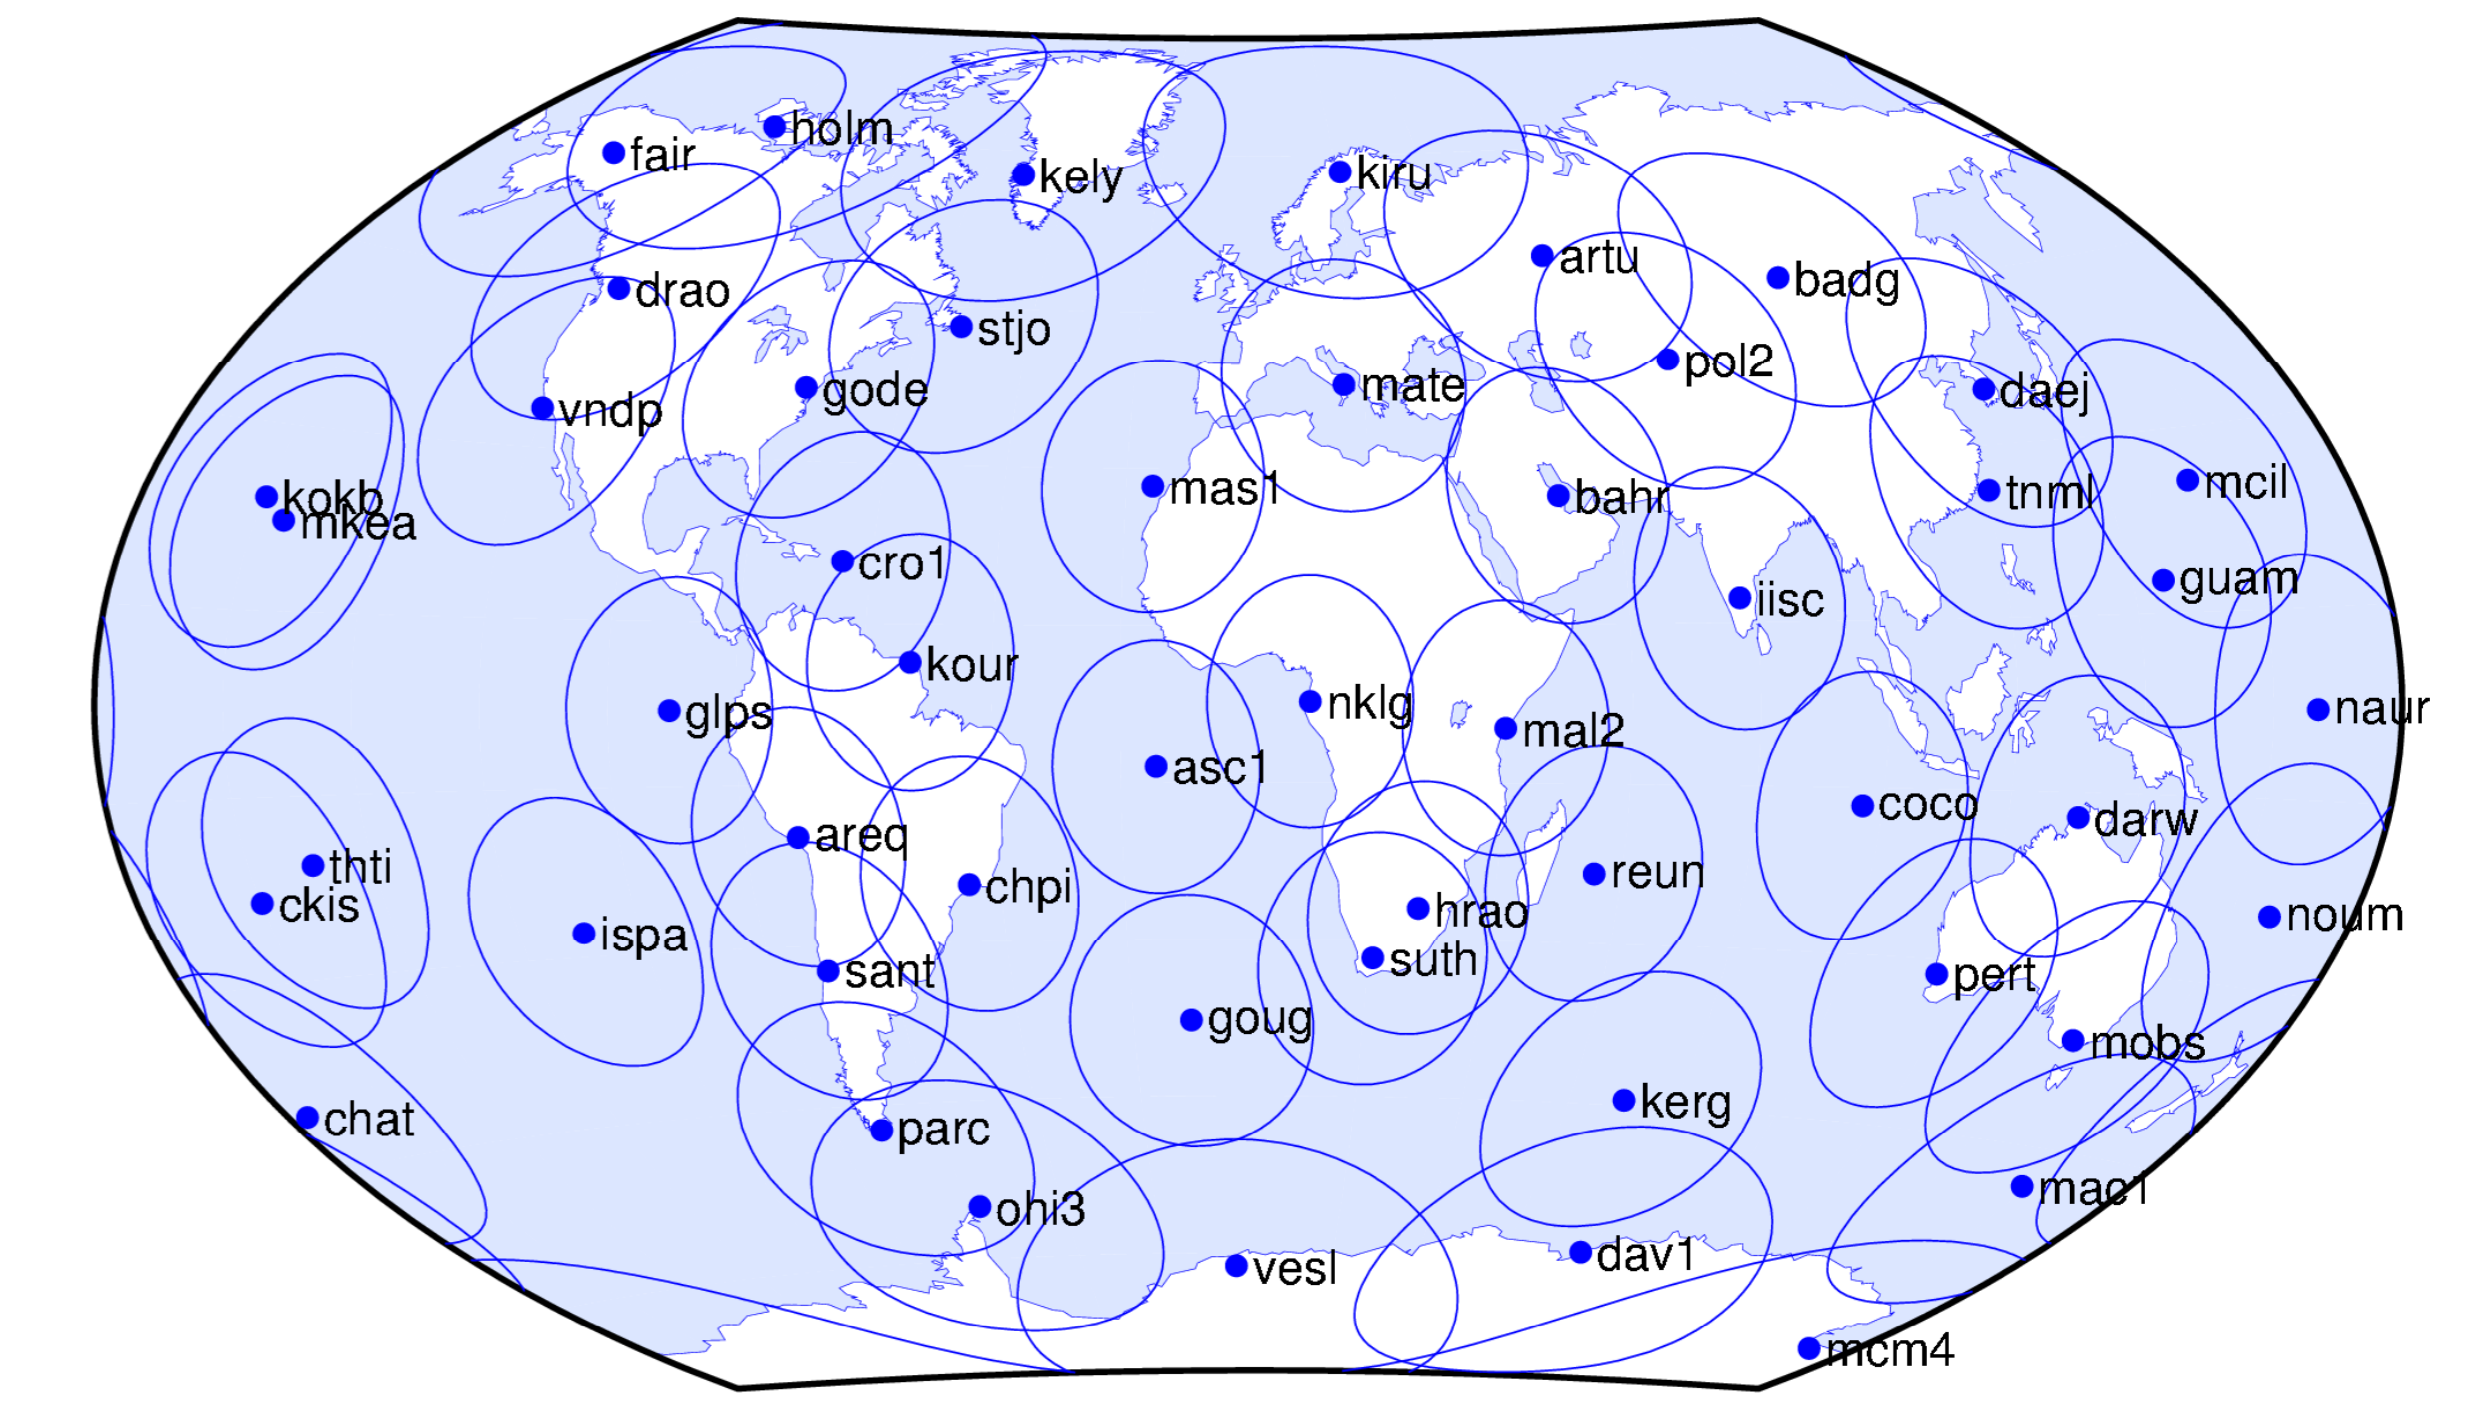 holm
fair
kely
kiru
artu
badg
drao
stjo
pol2
mate
gode
daej
vndp
mas1
kokb
mkea
bahr
tnml
mcil
cro1
guam
iisc
kour
glps
nklg
mal2
naur
asc1
coco
darw
areq
thti
ckis
chpi
reun
hrao
noum
ispa
suth
sant
pert
goug
mobs
kerg
chat
parc
mac1
ohi3
vesl
dav1
mcm4